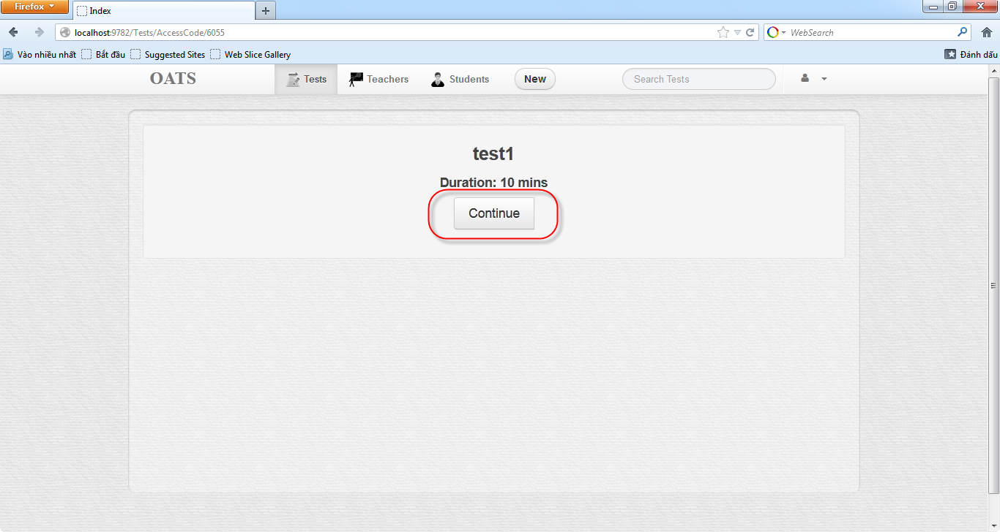 Firefox
Index
localhost:9782/Tests/AccessCode/6055
WebSearch
Vào nhiều nhất
Bắt đầu
Suggested Sites
Web Slice Gallery
Đánh dấu
OATS
Tests
Teachers
Students
New
Search Tests
test1
Duration: 10 mins
Continue